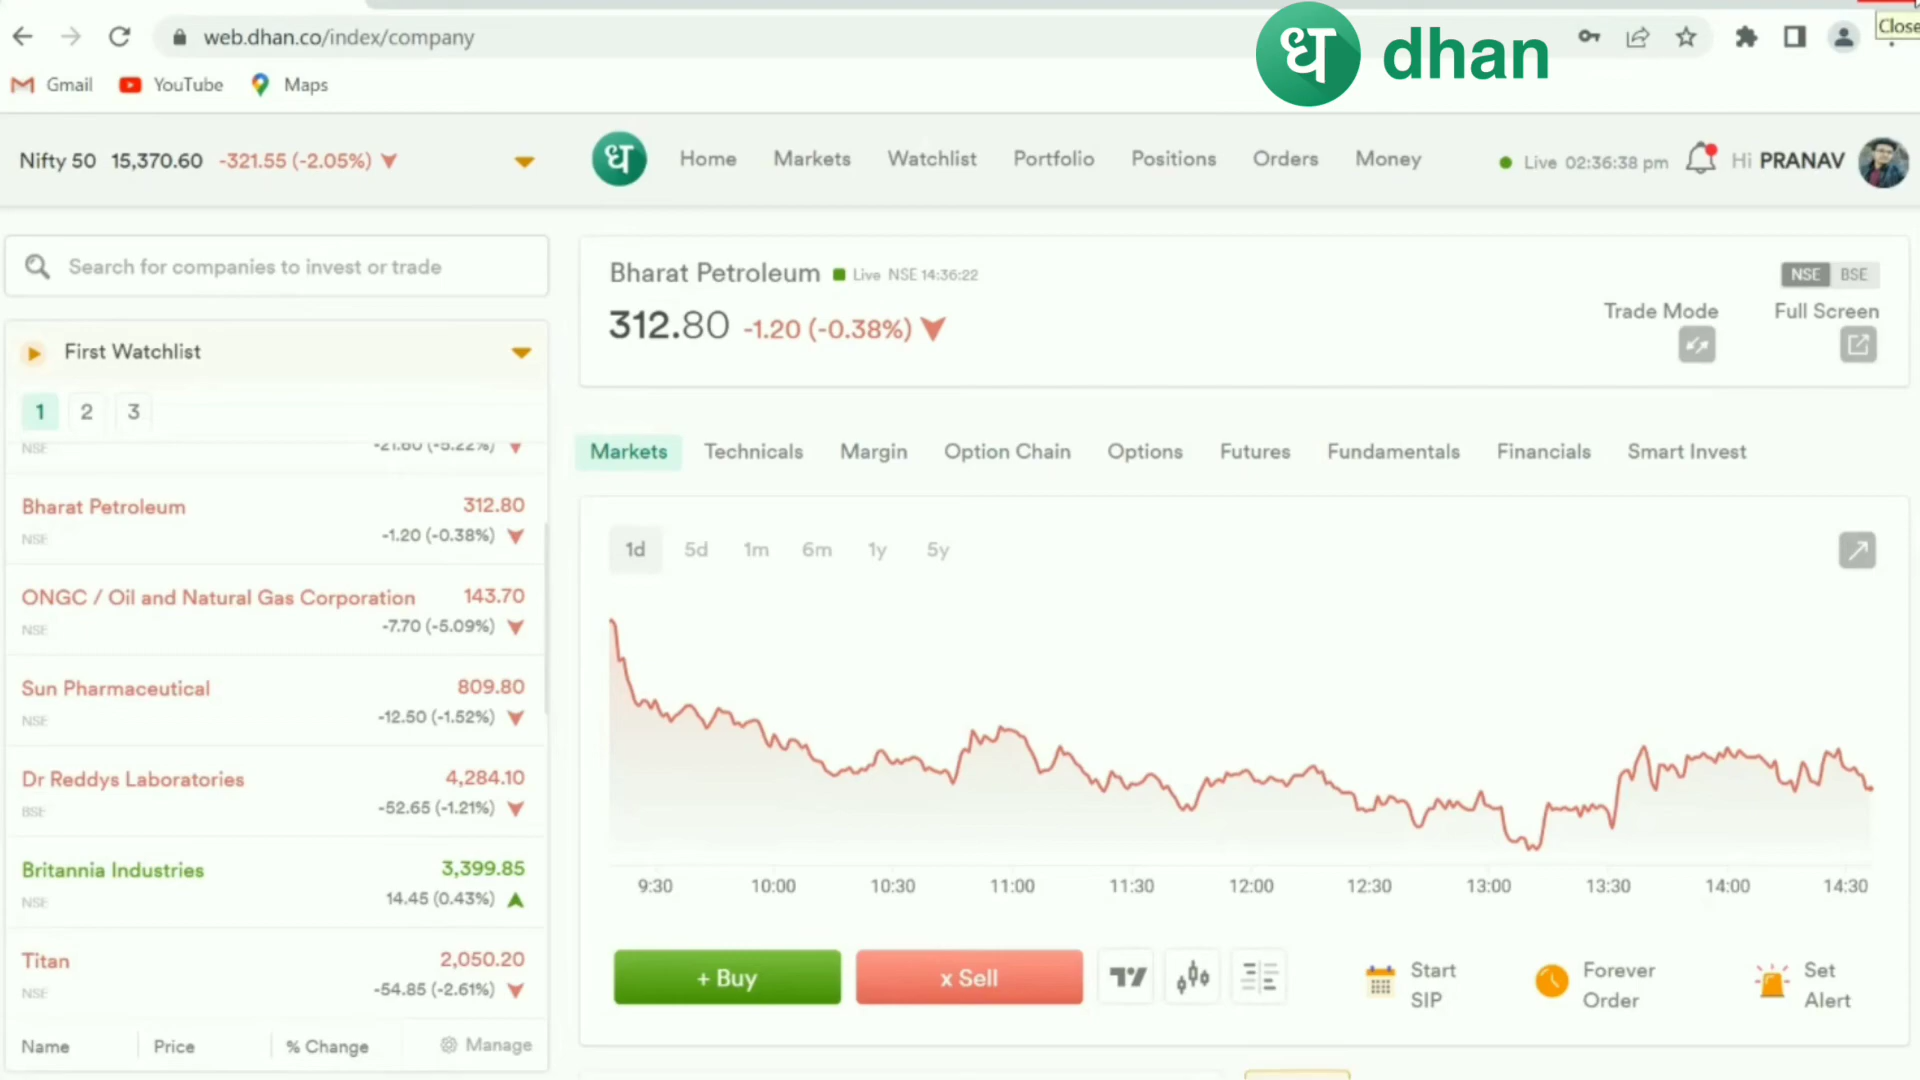 web.dhan.co/index/company
ध dhan
Close
Gmail YouTube Maps
Nifty 50 15,370.60 -321.55 (-2.05%)
ध Home Markets Watchlist Portfolio Positions Orders Money
Live 02:36:38 pm Hi PRANAV
Search for companies to invest or trade
First Watchlist
1 2 3
NSE -21.60 (-5.22%)
Bharat Petroleum 312.80
NSE -1.20 (-0.38%)
ONGC / Oil and Natural Gas Corporation 143.70
NSE -7.70 (-5.09%)
Sun Pharmaceutical 809.80
NSE -12.50 (-1.52%)
Dr Reddys Laboratories 4,284.10
BSE -52.65 (-1.21%)
Britannia Industries 3,399.85
NSE 14.45 (0.43%)
Titan 2,050.20
NSE -54.85 (-2.61%)
Name Price % Change Manage
Bharat Petroleum Live NSE 14:36:22
NSE BSE
312.80 -1.20 (-0.38%)
Trade Mode Full Screen
Markets Technicals Margin Option Chain Options Futures Fundamentals Financials Smart Invest
1d 5d 1m 6m 1y 5y
9:30 10:00 10:30 11:00 11:30 12:00 12:30 13:00 13:30 14:00 14:30
+ Buy x Sell
Start SIP
Forever Order
Set Alert